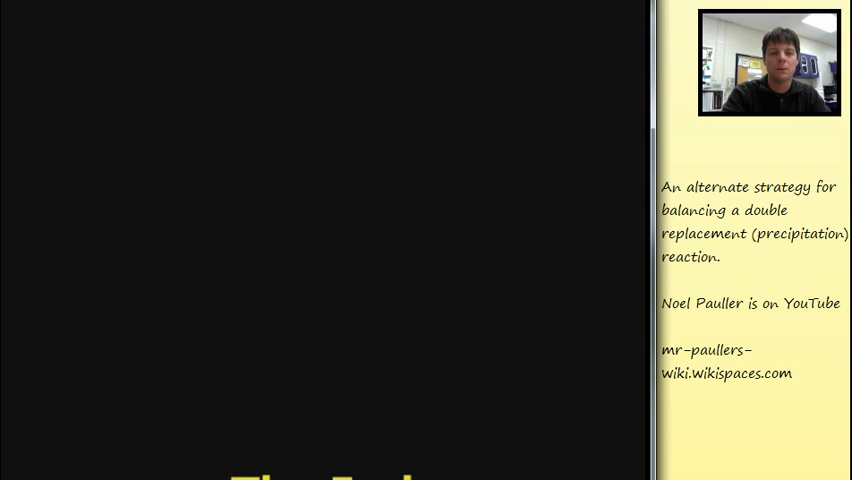 An alternate strategy for
balancing a double
replacement (precipitation)
reaction.
Noel Pauller is on YouTube
mr-paullers-
wiki.wikispaces.com